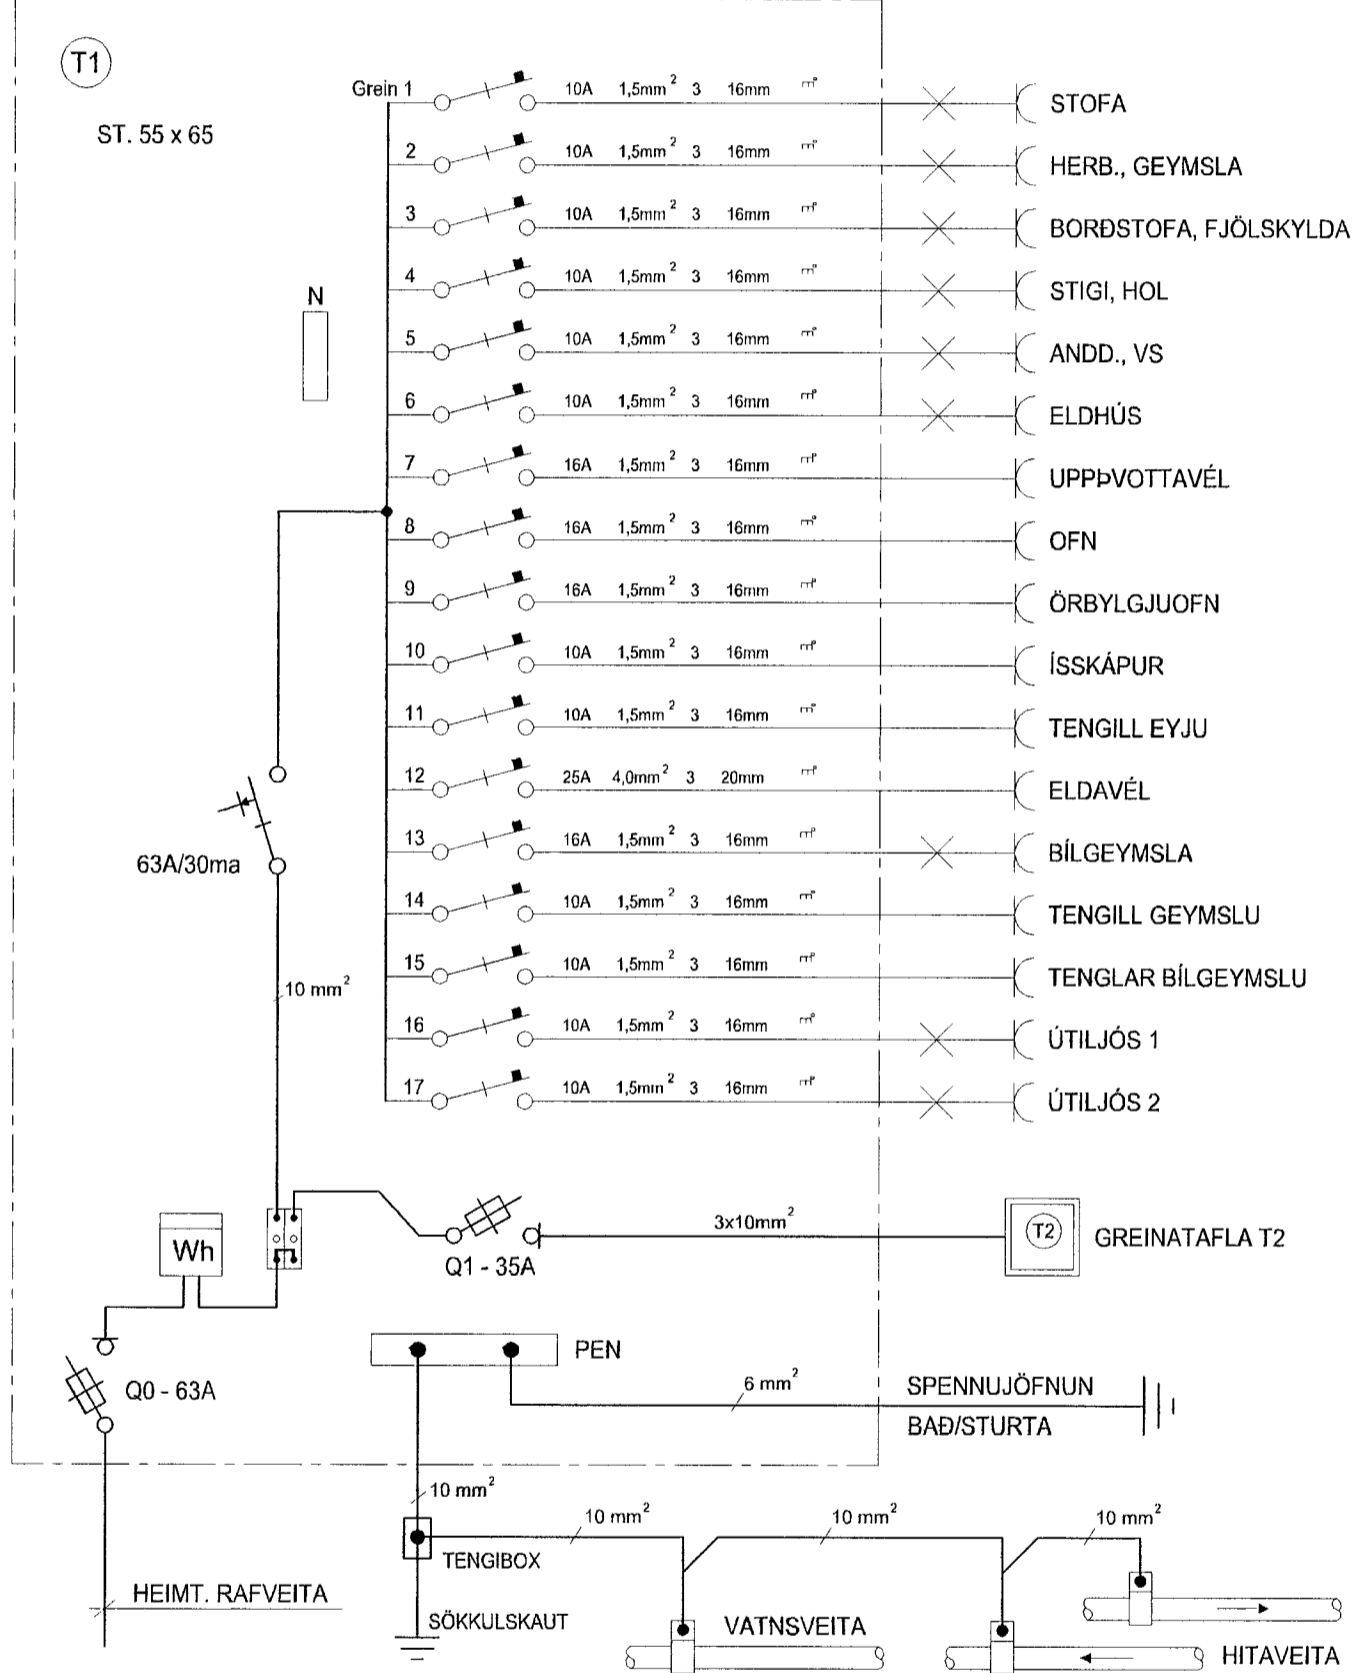 T1
ST. 55 x 65
Grein 1 10A 1,5mm² 3 16mm STOFA
2 10A 1,5mm² 3 16mm HERB., GEYMSLA
3 10A 1,5mm² 3 16mm BORÐSTOFA, FJÖLSKYLDA
4 10A 1,5mm² 3 16mm STIGI, HOL
N
5 10A 1,5mm² 3 16mm ANDD., VS
6 10A 1,5mm² 3 16mm ELDHÚS
7 16A 1,5mm² 3 16mm UPPÞVOTTAVÉL
8 16A 1,5mm² 3 16mm OFN
9 16A 1,5mm² 3 16mm ÖRBYLGJUOFN
10 10A 1,5mm² 3 16mm ÍSSKÁPUR
11 10A 1,5mm² 3 16mm TENGILL EYJU
12 25A 4,0mm² 3 20mm ELDAVÉL
13 16A 1,5mm² 3 16mm BÍLGEYMSLA
63A/30ma
14 10A 1,5mm² 3 16mm TENGILL GEYMSLU
15 10A 1,5mm² 3 16mm TENGLAR BÍLGEYMSLU
10 mm²
16 10A 1,5mm² 3 16mm ÚTILJÓS 1
17 10A 1,5mm² 3 16mm ÚTILJÓS 2
3x10mm²
T2 GREINATAFLA T2
Wh
Q1 - 35A
PEN
Q0 - 63A
6 mm²
SPENNUJÖFNUN
BAÐ/STURTA
10 mm²
10 mm² 10 mm² 10 mm²
TENGIBOX
HEIMT. RAFVEITA
SÖKKULSKAUT
VATNSVEITA
HITAVEITA